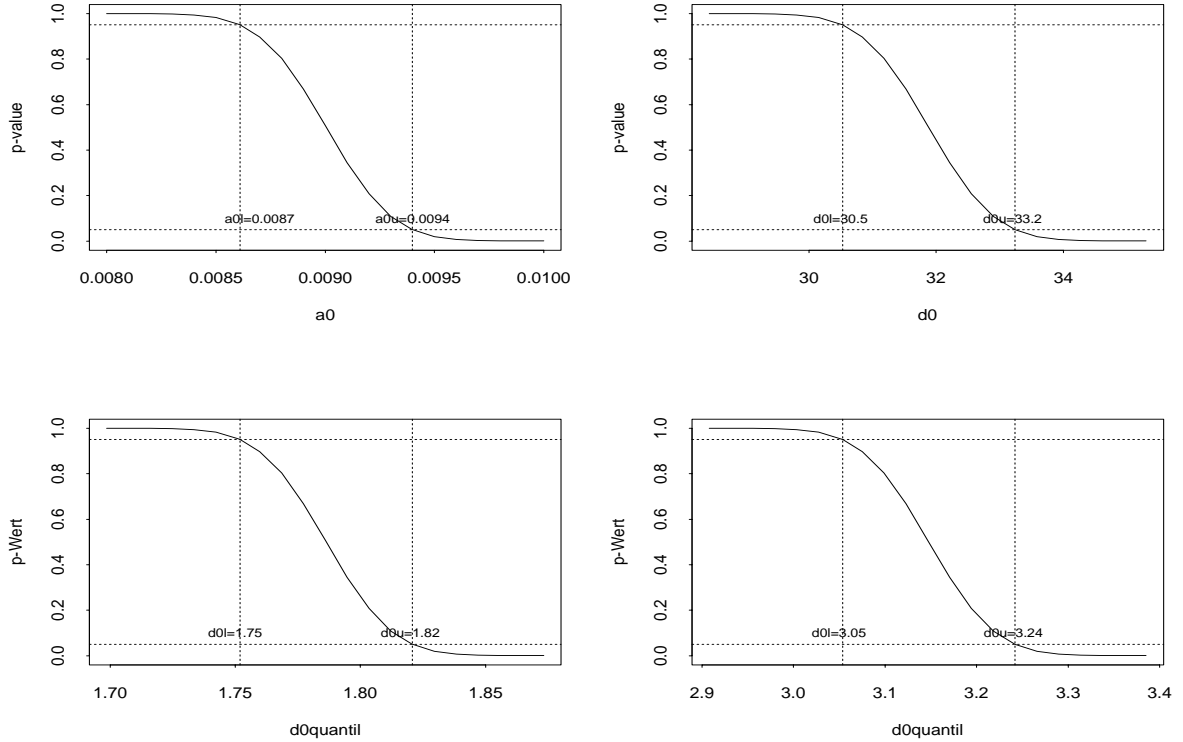 p-value
0.0 0.2 0.4 0.6 0.8 1.0
a0l=0.0087
a0u=0.0094
0.0080 0.0085 0.0090 0.0095 0.0100
a0
p-value
0.0 0.2 0.4 0.6 0.8 1.0
d0l=30.5
d0u=33.2
30 32 34
d0
p-Wert
0.0 0.2 0.4 0.6 0.8 1.0
d0l=1.75
d0u=1.82
1.70 1.75 1.80 1.85
d0quantil
p-Wert
0.0 0.2 0.4 0.6 0.8 1.0
d0l=3.05
d0u=3.24
2.9 3.0 3.1 3.2 3.3 3.4
d0quantil